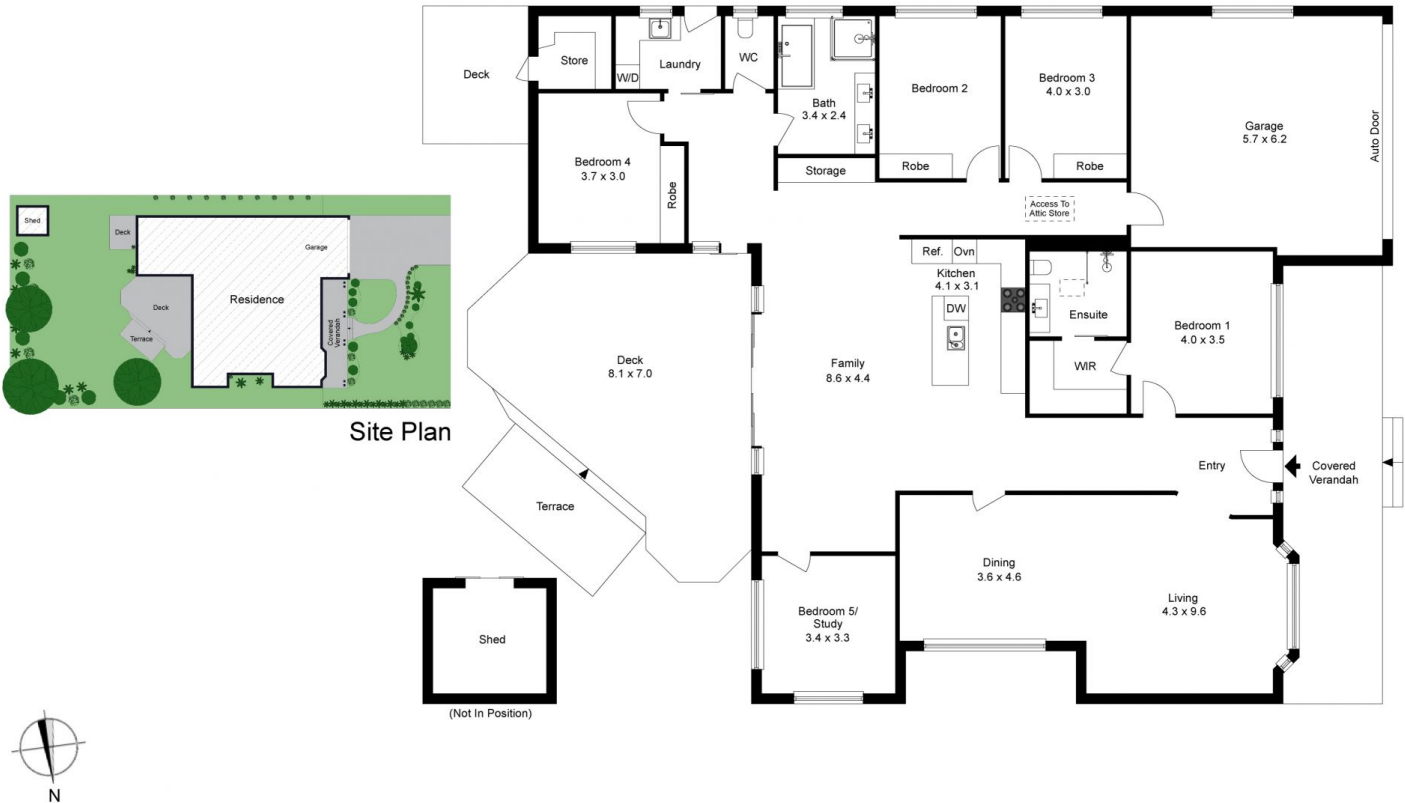 Deck
Store
W/D
Laundry
WC
Bath
3.4 x 2.4
Bedroom 2
Robe
Bedroom 3
4.0 x 3.0
Robe
Garage
5.7 x 6.2
Auto Door
Bedroom 4
3.7 x 3.0
Robe
Storage
Access To
Attic Store
Shed
Deck
Garage
Residence
Deck
Terrace
Covered
Verandah
Site Plan
Ref.
Ovn
Kitchen
4.1 x 3.1
DW
Ensuite
WIR
Bedroom 1
4.0 x 3.5
Deck
8.1 x 7.0
Family
8.6 x 4.4
Entry
Covered
Verandah
Terrace
Dining
3.6 x 4.6
Living
4.3 x 9.6
Bedroom 5/
Study
3.4 x 3.3
Shed
(Not In Position)
N